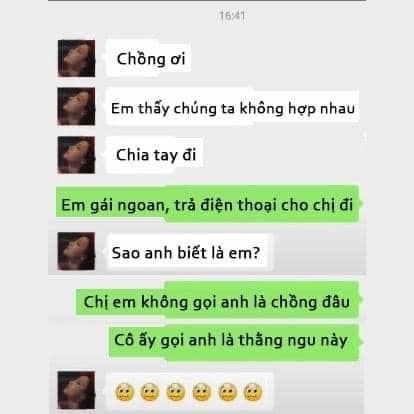 16:41
Chồng ơi
Em thấy chúng ta không hợp nhau
Chia tay đi
Em gái ngoan, trả điện thoại cho chị đi
Sao anh biết là em?
Chị em không gọi anh là chồng đâu
Cô ấy gọi anh là thằng ngu này